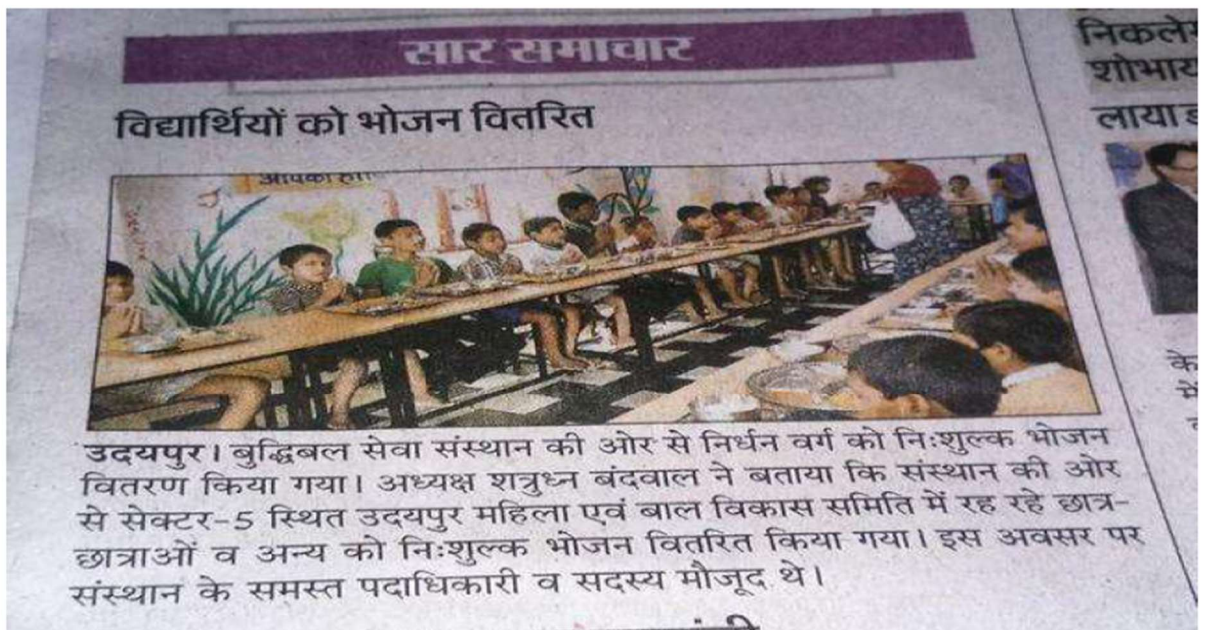 सार समाचार
विद्यार्थियों को भोजन वितरित
उदयपुर। बुद्धिबल सेवा संस्थान की ओर से निर्धन वर्ग को निःशुल्क भोजन
वितरण किया गया। अध्यक्ष शत्रुध्न बंदवाल ने बताया कि संस्थान की ओर
से सेक्टर-5 स्थित उदयपुर महिला एवं बाल विकास समिति में रह रहे छात्र-
छात्राओं व अन्य को निःशुल्क भोजन वितरित किया गया। इस अवसर पर
संस्थान के समस्त पदाधिकारी व सदस्य मौजूद थे।
निकले
शोभाय
लाया
के
में